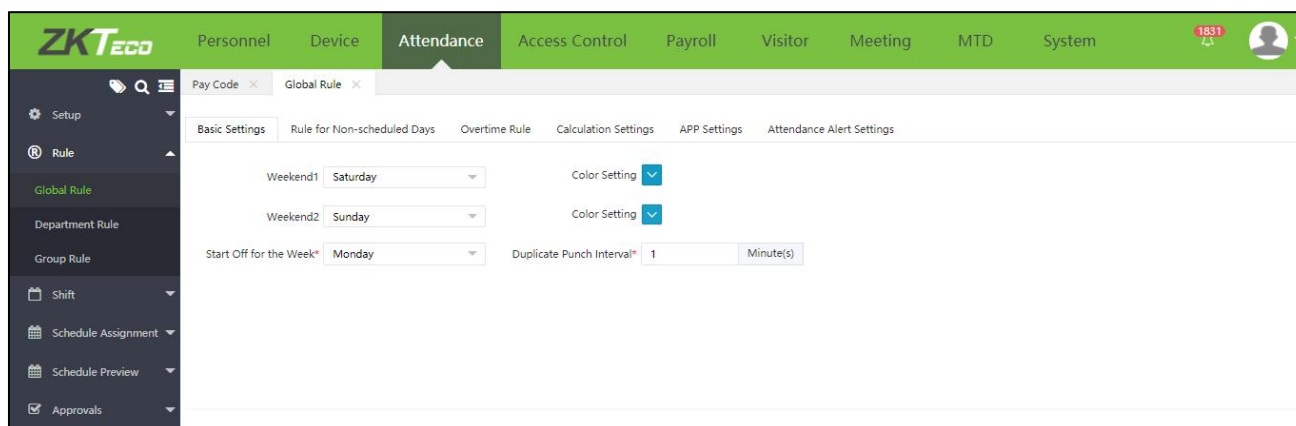 ZKTECO Personnel Device Attendance Access Control Payroll Visitor Meeting MTD System 1831
Pay Code Global Rule
Setup
Basic Settings Rule for Non-scheduled Days Overtime Rule Calculation Settings APP Settings Attendance Alert Settings
® Rule
Weekend1 Saturday Color Setting
Global Rule
Weekend2 Sunday Color Setting
Department Rule
Start Off for the Week* Monday Duplicate Punch Interval* 1 Minute(s)
Group Rule
Shift
Schedule Assignment
Schedule Preview
Approvals